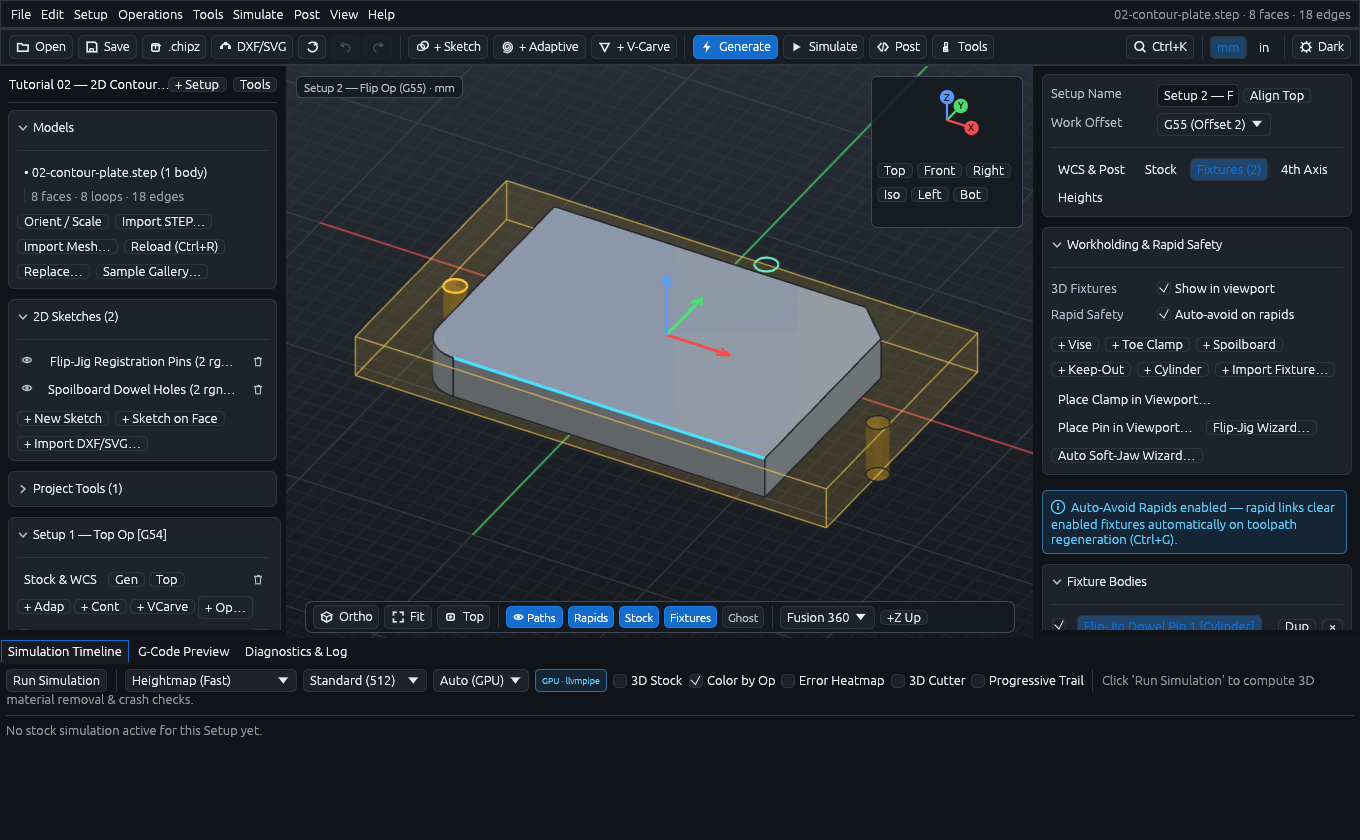 File Edit Setup Operations Tools Simulate Post View Help
02-contour-plate.step · 8 faces · 18 edges
Open Save .chipz DXF/SVG + Sketch + Adaptive + V-Carve Generate Simulate Post Tools Ctrl+K mm in Dark
Tutorial 02 — 2D Contour... + Setup Tools
Models
• 02-contour-plate.step (1 body)
8 faces · 8 loops · 18 edges
Orient / Scale Import STEP...
Import Mesh... Reload (Ctrl+R)
Replace... Sample Gallery...
2D Sketches (2)
Flip-Jig Registration Pins (2 rg...
Spoilboard Dowel Holes (2 rgn...
+ New Sketch + Sketch on Face
+ Import DXF/SVG...
Project Tools (1)
Setup 1 — Top Op [G54]
Stock & WCS Gen Top
+ Adap + Cont + VCarve + Op...
Setup 2 — Flip Op (G55) · mm
Z
Y
X
Top Front Right
Iso Left Bot
Ortho Fit Top Paths Rapids Stock Fixtures Ghost Fusion 360 +Z Up
Setup Name Setup 2 — F Align Top
Work Offset G55 (Offset 2)
WCS & Post Stock Fixtures (2) 4th Axis
Heights
Workholding & Rapid Safety
3D Fixtures Show in viewport
Rapid Safety Auto-avoid on rapids
+ Vise + Toe Clamp + Spoilboard
+ Keep-Out + Cylinder + Import Fixture...
Place Clamp in Viewport...
Place Pin in Viewport... Flip-Jig Wizard...
Auto Soft-Jaw Wizard...
Auto-Avoid Rapids enabled — rapid links clear
enabled fixtures automatically on toolpath
regeneration (Ctrl+G).
Fixture Bodies
Flip-Jig Dowel Pin 1 [Cylinder] Dup ×
Simulation Timeline G-Code Preview Diagnostics & Log
Run Simulation Heightmap (Fast) Standard (512) Auto (GPU) GPU · llvmpipe 3D Stock Color by Op Error Heatmap 3D Cutter Progressive Trail Click 'Run Simulation' to compute 3D
material removal & crash checks.
No stock simulation active for this Setup yet.